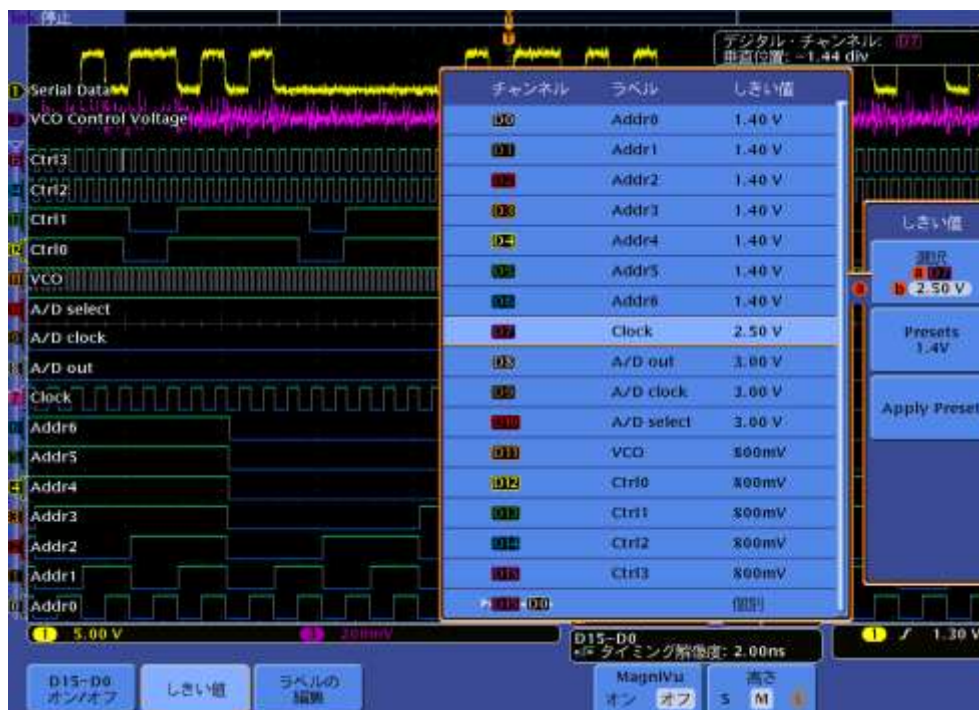 停止
デジタル・チャンネル: D7
垂直位置: -1.44 div
Serial Data
VCO Control Voltage
Ctrl3
Ctrl2
Ctrl1
Ctrl0
VCO
A/D select
A/D clock
A/D out
Clock
Addr6
Addr5
Addr4
Addr3
Addr2
Addr1
Addr0
チャンネル ラベル しきい値
D0 Addr0 1.40 V
D1 Addr1 1.40 V
D2 Addr2 1.40 V
D3 Addr3 1.40 V
D4 Addr4 1.40 V
D5 Addr5 1.40 V
D6 Addr6 1.40 V
D7 Clock 2.50 V
D8 A/D out 3.00 V
D9 A/D clock 3.00 V
D10 A/D select 3.00 V
D11 VCO 800mV
D12 Ctrl0 800mV
D13 Ctrl1 800mV
D14 Ctrl2 800mV
D15 Ctrl3 800mV
D15-D0 個別
しきい値
選択
a D7
b 2.50 V
Presets
1.4V
Apply Preset
1 5.00 V
3 200mV
D15-D0
タイミング解像度: 2.00ns
1 1.30 V
D15-D0
オン/オフ
しきい値
ラベルの
編集
MagniVu
オン オフ
高さ
S M